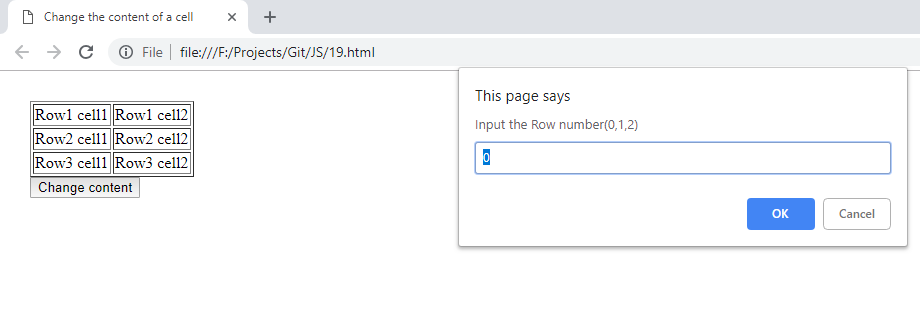 Change the content of a cell
File file:///F:/Projects/Git/JS/19.html
This page says
Input the Row number(0,1,2)
0
OK Cancel
Row1 cell1 Row1 cell2
Row2 cell1 Row2 cell2
Row3 cell1 Row3 cell2
Change content